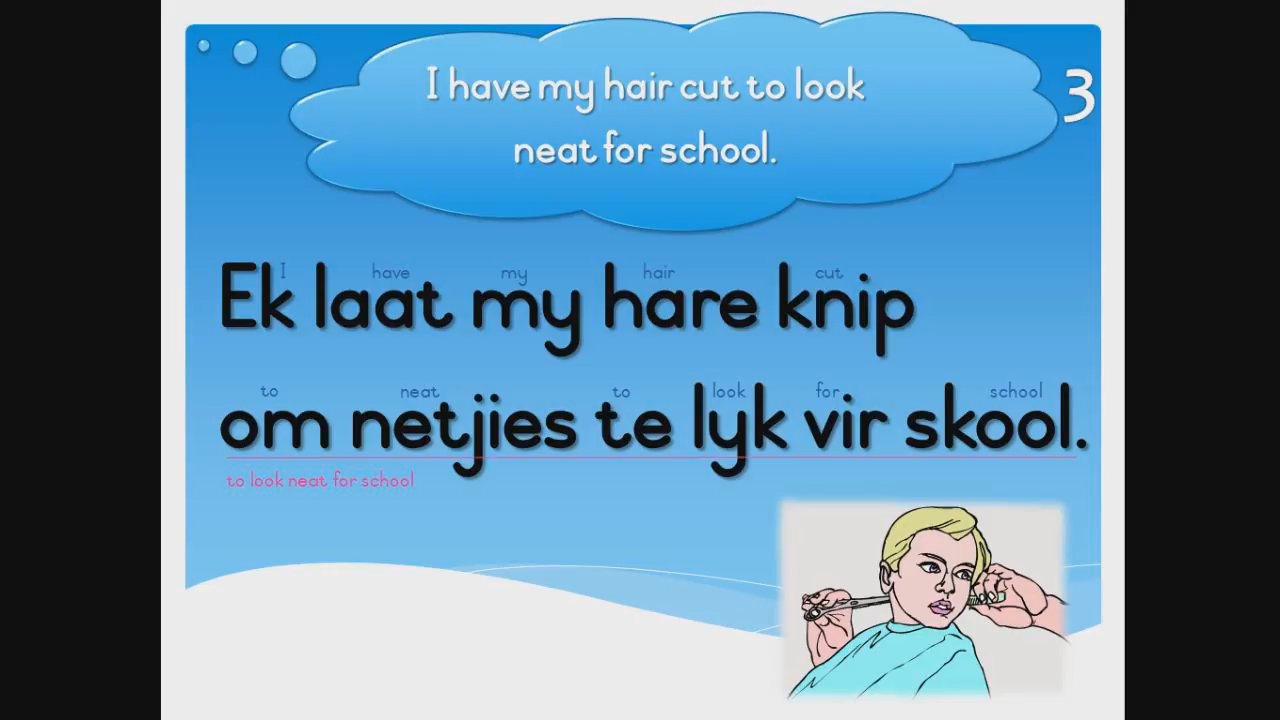 I have my hair cut to look
neat for school.
3
I have my hair cut
Ek laat my hare knip
to neat to look for school
om netjies te lyk vir skool.
to look neat for school